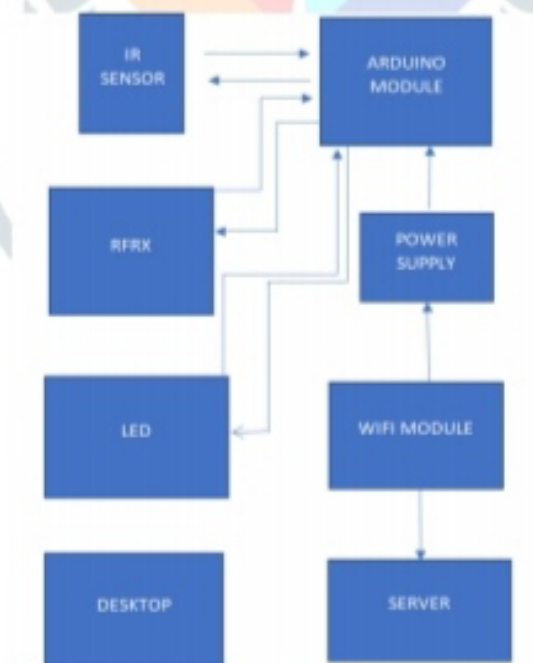 IR
SENSOR
ARDUINO
MODULE
RFRX
POWER
SUPPLY
LED
WIFI MODULE
DESKTOP
SERVER